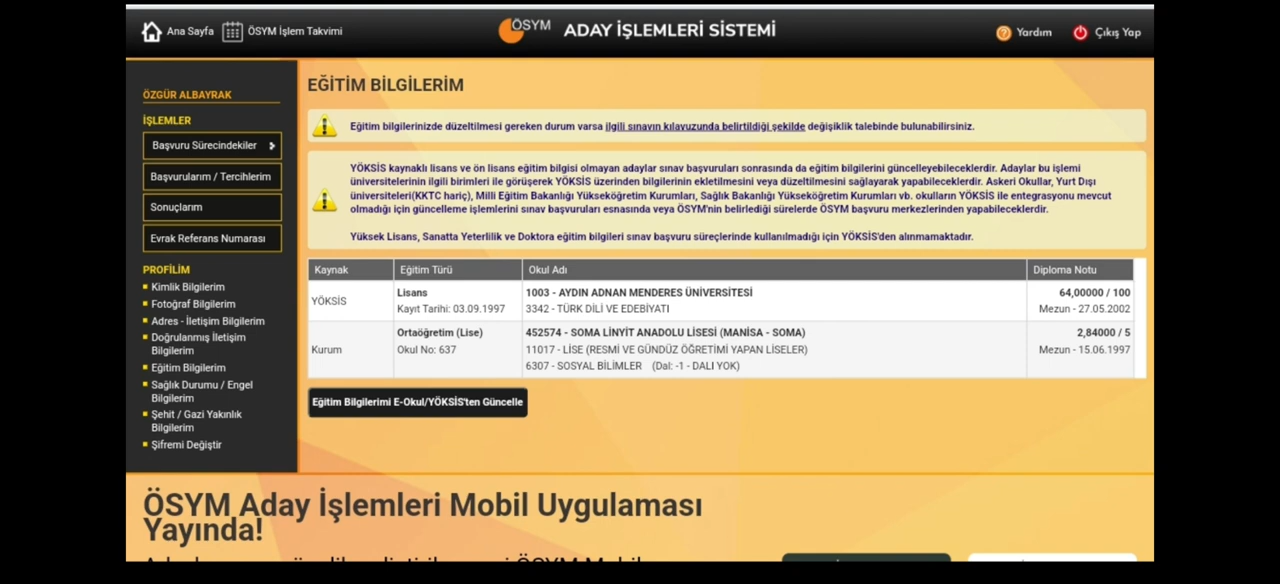 Ana Sayfa ÖSYM İşlem Takvimi ÖSYM ADAY İŞLEMLERİ SİSTEMİ Yardım Çıkış Yap
ÖZGÜR ALBAYRAK
İŞLEMLER
Başvuru Sürecindekiler
Başvurularım / Tercihlerim
Sonuçlarım
Evrak Referans Numarası
PROFİLİM
Kimlik Bilgilerim
Fotoğraf Bilgilerim
Adres - İletişim Bilgilerim
Doğrulanmış İletişim
Bilgilerim
Eğitim Bilgilerim
Sağlık Durumu / Engel
Bilgilerim
Şehit / Gazi Yakınlık
Bilgilerim
Şifremi Değiştir
EĞİTİM BİLGİLERİM
Eğitim bilgilerinizde düzeltilmesi gereken durum varsa ilgili sınavın kılavuzunda belirtildiği şekilde değişiklik talebinde bulunabilirsiniz.
YÖKSİS kaynaklı lisans ve ön lisans eğitim bilgisi olmayan adaylar sınav başvuruları sonrasında da eğitim bilgilerini güncelleyebileceklerdir. Adaylar bu işlemi
üniversitelerinin ilgili birimleri ile görüşerek YÖKSİS üzerinden bilgilerinin ekletilmesini veya düzeltilmesini sağlayarak yapabileceklerdir. Askeri Okullar, Yurt Dışı
üniversiteleri(KKTC hariç), Milli Eğitim Bakanlığı Yükseköğretim Kurumları, Sağlık Bakanlığı Yükseköğretim Kurumları vb. okulların YÖKSİS ile entegrasyonu mevcut
olmadığı için güncelleme işlemlerini sınav başvuruları esnasında veya ÖSYM'nin belirlediği sürelerde ÖSYM başvuru merkezlerinden yapabileceklerdir.
Yüksek Lisans, Sanatta Yeterlilik ve Doktora eğitim bilgileri sınav başvuru süreçlerinde kullanılmadığı için YÖKSİS'den alınmamaktadır.
Kaynak Eğitim Türü Okul Adı Diploma Notu
YÖKSİS
Lisans 1003 - AYDIN ADNAN MENDERES ÜNİVERSİTESİ 64,00000 / 100
Kayıt Tarihi: 03.09.1997 3342 - TÜRK DİLİ VE EDEBİYATI Mezun - 27.05.2002
Kurum
Ortaöğretim (Lise) 452574 - SOMA LİNYİT ANADOLU LİSESİ (MANİSA - SOMA) 2,84000 / 5
Okul No: 637 11017 - LİSE (RESMİ VE GÜNDÜZ ÖĞRETİMİ YAPAN LİSELER) Mezun - 15.06.1997
6307 - SOSYAL BİLİMLER (Dal: -1 - DALI YOK)
Eğitim Bilgilerimi E-Okul/YÖKSİS'ten Güncelle
ÖSYM Aday İşlemleri Mobil Uygulaması
Yayında!